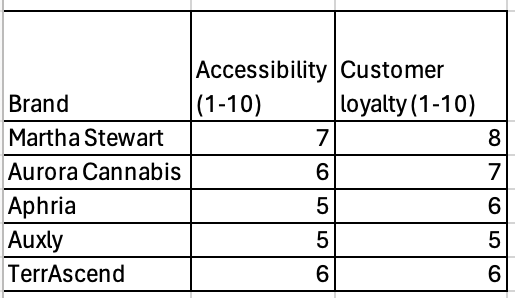 Brand Accessibility (1-10) Customer loyalty (1-10)
Martha Stewart 7 8
Aurora Cannabis 6 7
Aphria 5 6
Auxly 5 5
TerrAscend 6 6